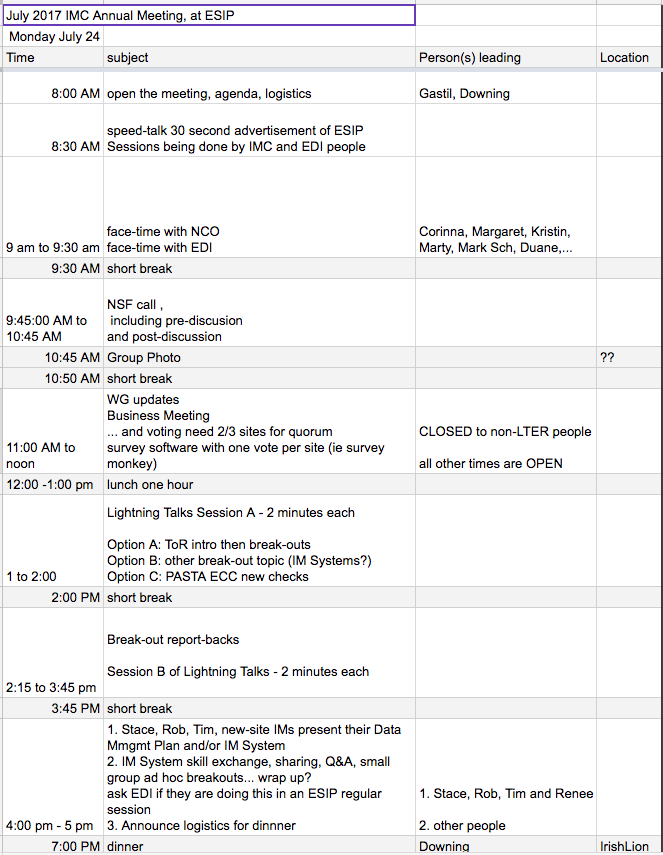 July 2017 IMC Annual Meeting, at ESIP
Monday July 24
Time subject Person(s) leading Location
8:00 AM open the meeting, agenda, logistics Gastil, Downing
speed-talk 30 second advertisement of ESIP
8:30 AM Sessions being done by IMC and EDI people
face-time with NCO Corinna, Margaret, Kristin,
9 am to 9:30 am face-time with EDI Marty, Mark Sch, Duane,...
9:30 AM short break
NSF call ,
9:45:00 AM to including pre-discusion
10:45 AM and post-discussion
10:45 AM Group Photo ??
10:50 AM short break
WG updates
Business Meeting
... and voting need 2/3 sites for quorum CLOSED to non-LTER people
11:00 AM to survey software with one vote per site (ie survey
noon monkey) all other times are OPEN
12:00 -1:00 pm lunch one hour
Lightning Talks Session A - 2 minutes each
Option A: ToR intro then break-outs
Option B: other break-out topic (IM Systems?)
1 to 2:00 Option C: PASTA ECC new checks
2:00 PM short break
Break-out report-backs
Session B of Lightning Talks - 2 minutes each
2:15 to 3:45 pm
3:45 PM short break
1. Stace, Rob, Tim, new-site IMs present their Data
Mmgmt Plan and/or IM System
2. IM System skill exchange, sharing, Q&A, small
group ad hoc breakouts... wrap up?
ask EDI if they are doing this in an ESIP regular 1. Stace, Rob, Tim and Renee
session
4:00 pm - 5 pm 3. Announce logistics for dinnner 2. other people
7:00 PM dinner Downing IrishLion